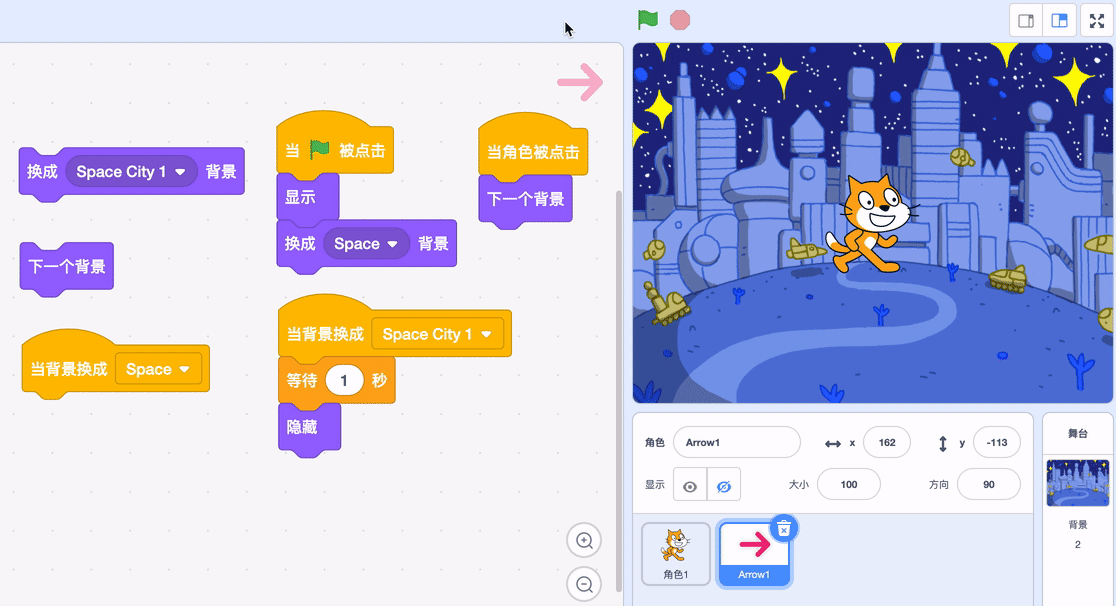 换成 Space City 1 背景
下一个背景
当背景换成 Space
当 被点击
显示
换成 Space 背景
当背景换成 Space City 1
等待 1 秒
隐藏
当角色被点击
下一个背景
角色 Arrow1 x 162 y -113
显示 大小 100 方向 90
角色1
Arrow1
舞台
背景
2